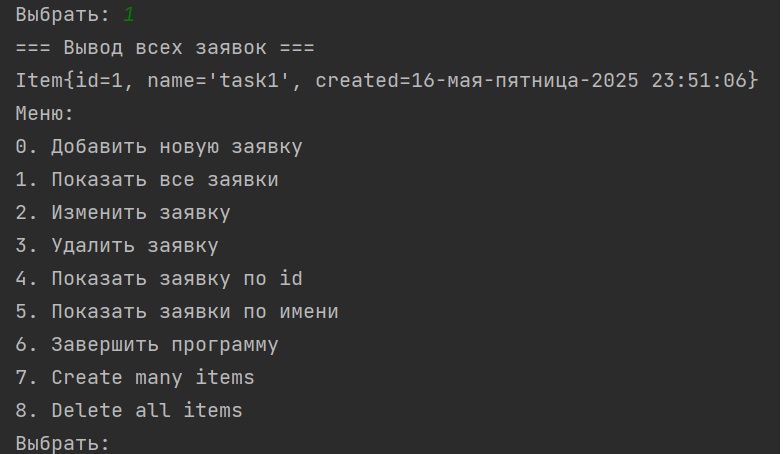 Выбрать: 1
=== Вывод всех заявок ===
Item{id=1, name='task1', created=16-мая-пятница-2025 23:51:06}
Меню:
0. Добавить новую заявку
1. Показать все заявки
2. Изменить заявку
3. Удалить заявку
4. Показать заявку по id
5. Показать заявки по имени
6. Завершить программу
7. Create many items
8. Delete all items
Выбрать: